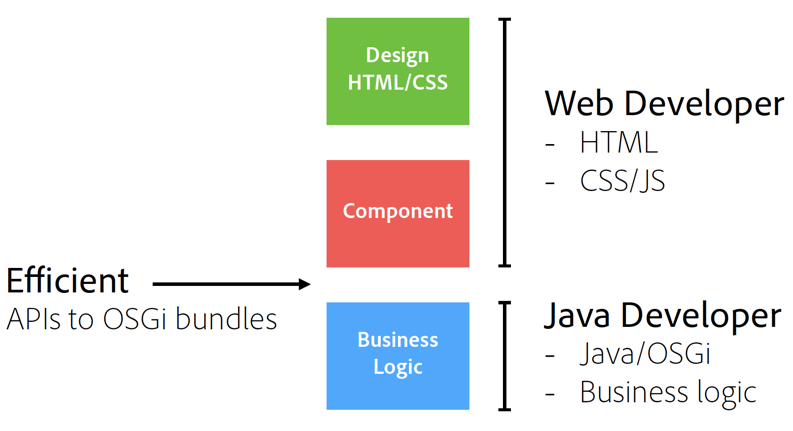 Design
HTML/CSS
Component
Business
Logic
Efficient
APIs to OSGi bundles
Web Developer
- HTML
- CSS/JS
Java Developer
- Java/OSGi
- Business logic